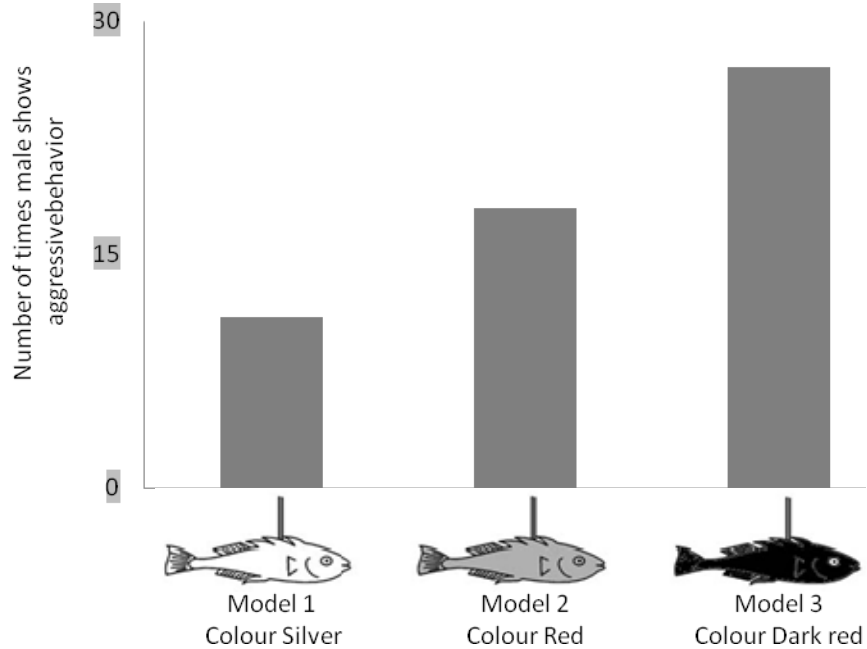 30
15
0
Number of times male shows
aggressivebehavior
Model 1
Colour Silver
Model 2
Colour Red
Model 3
Colour Dark red